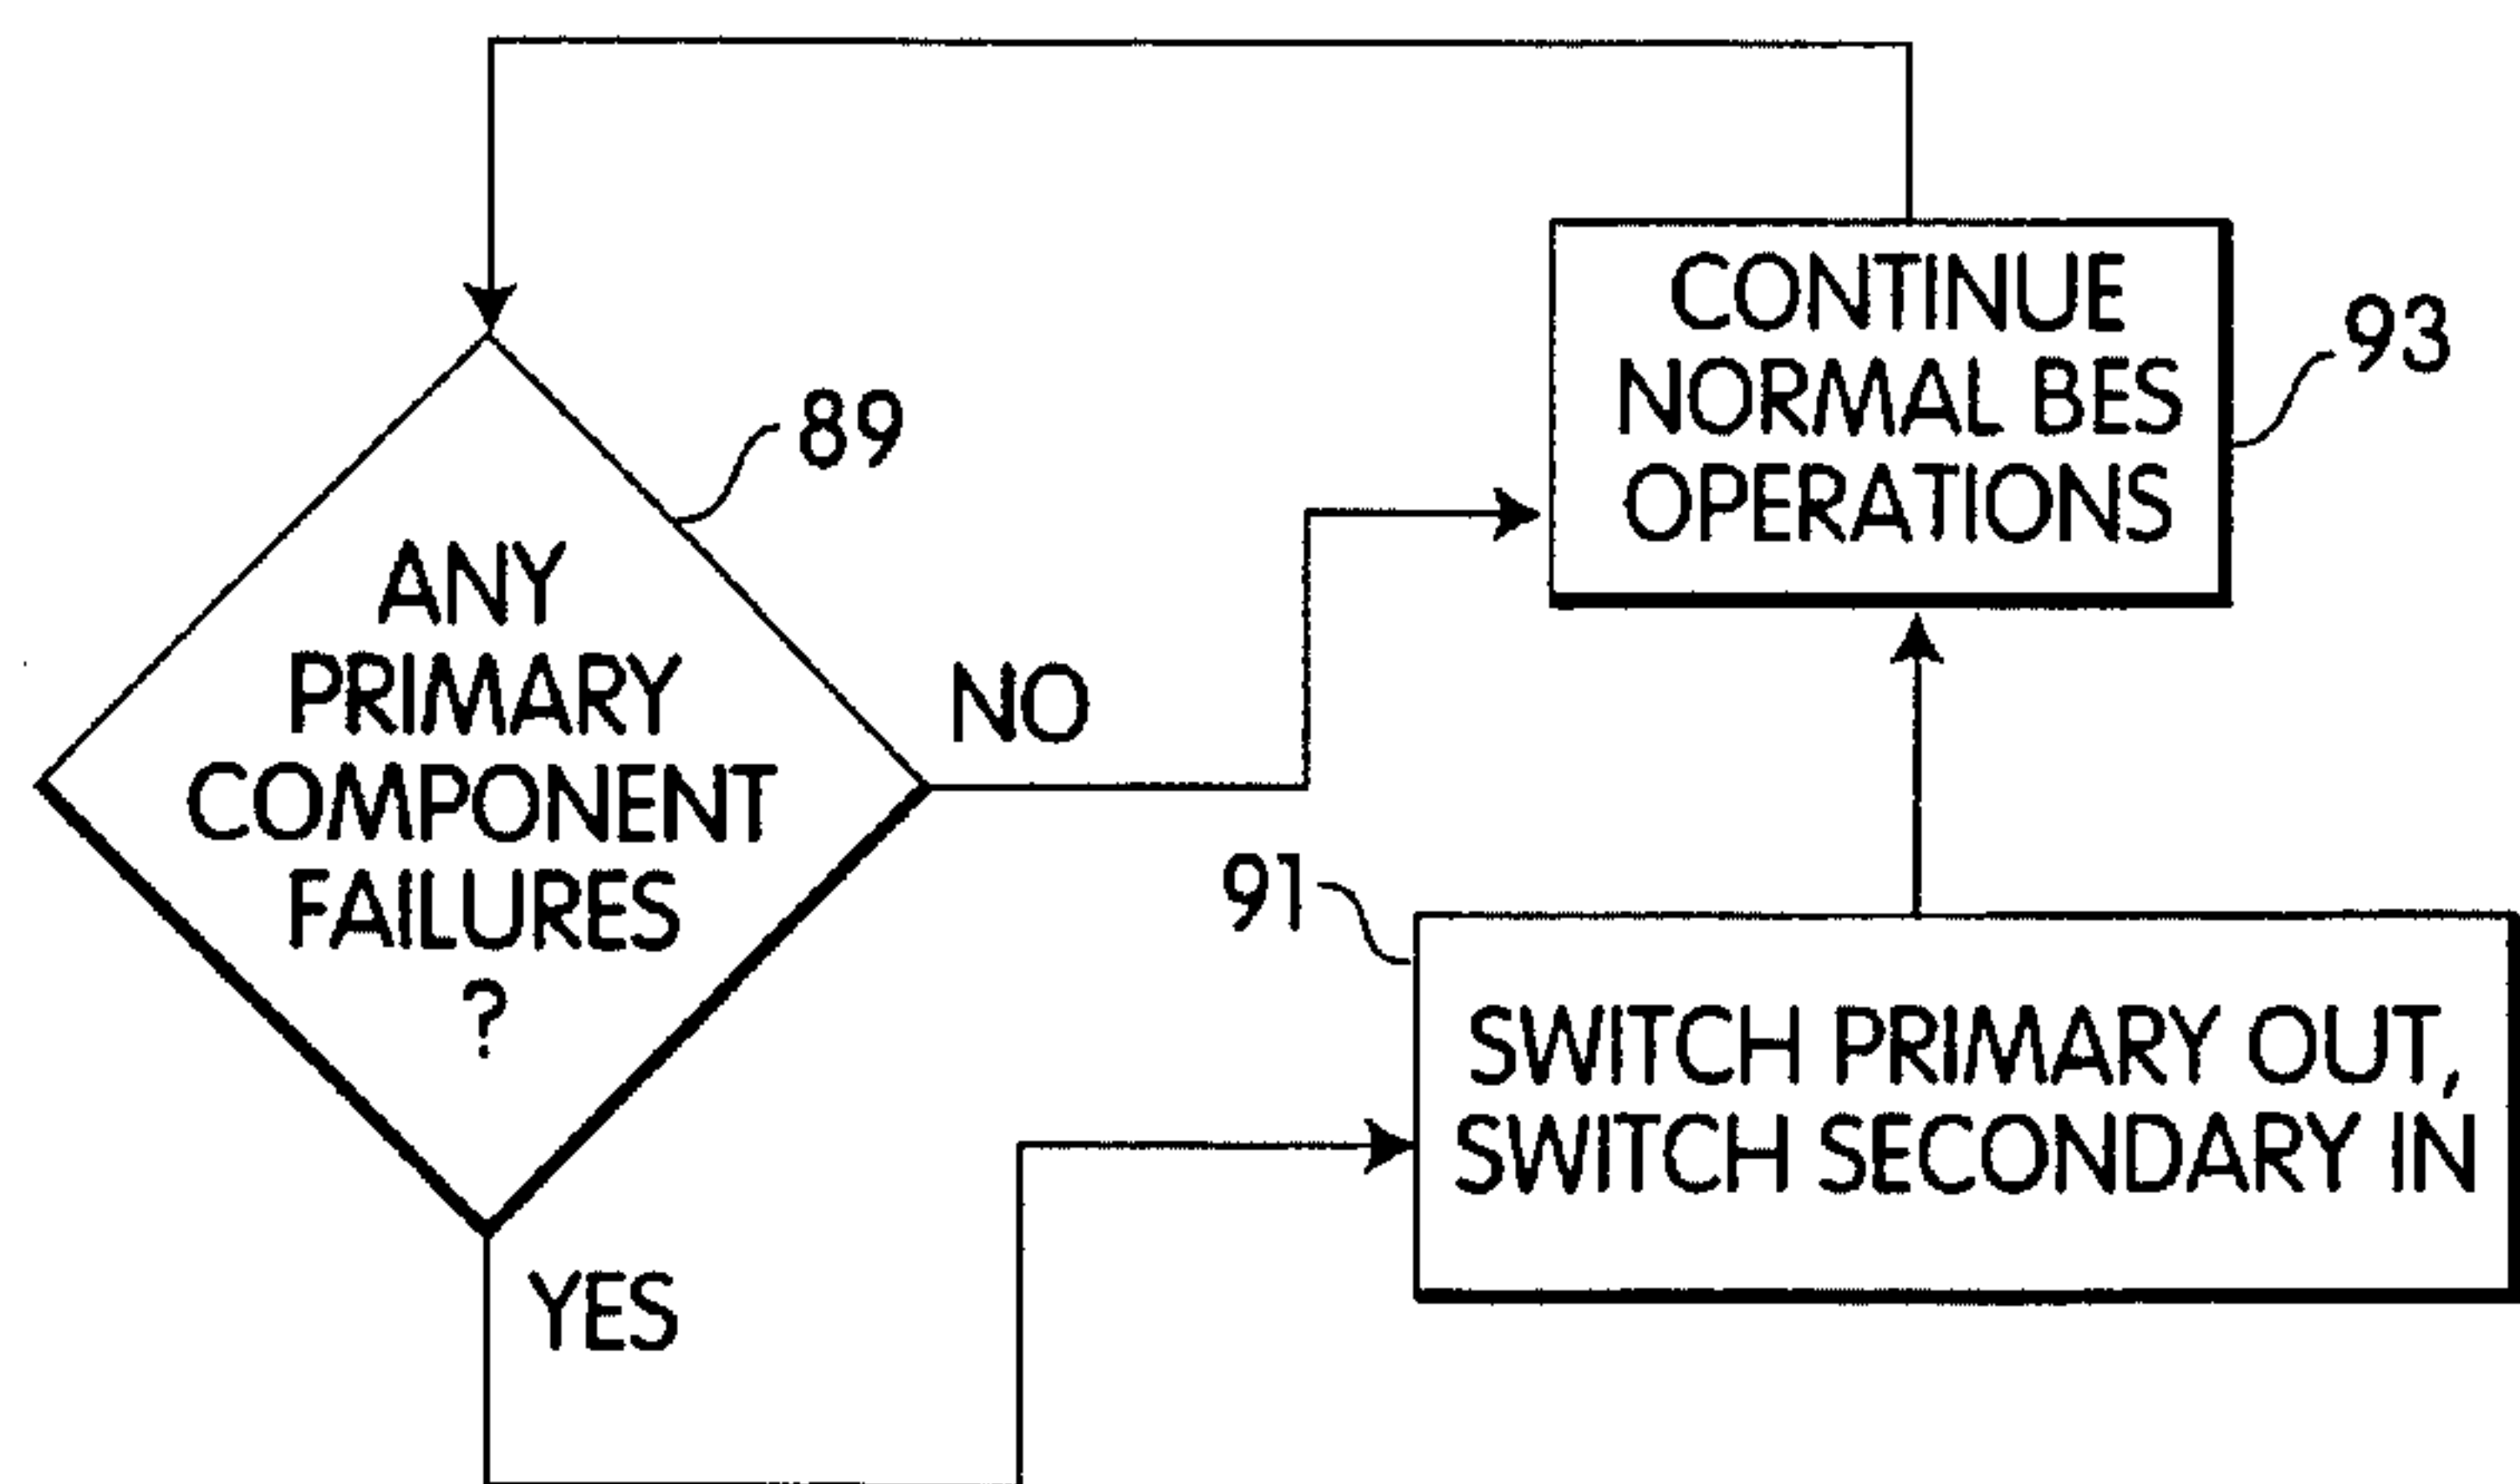 89
ANY
PRIMARY
COMPONENT
FAILURES
?
NO
YES
CONTINUE
NORMAL BES
OPERATIONS
93
91
SWITCH PRIMARY OUT,
SWITCH SECONDARY IN